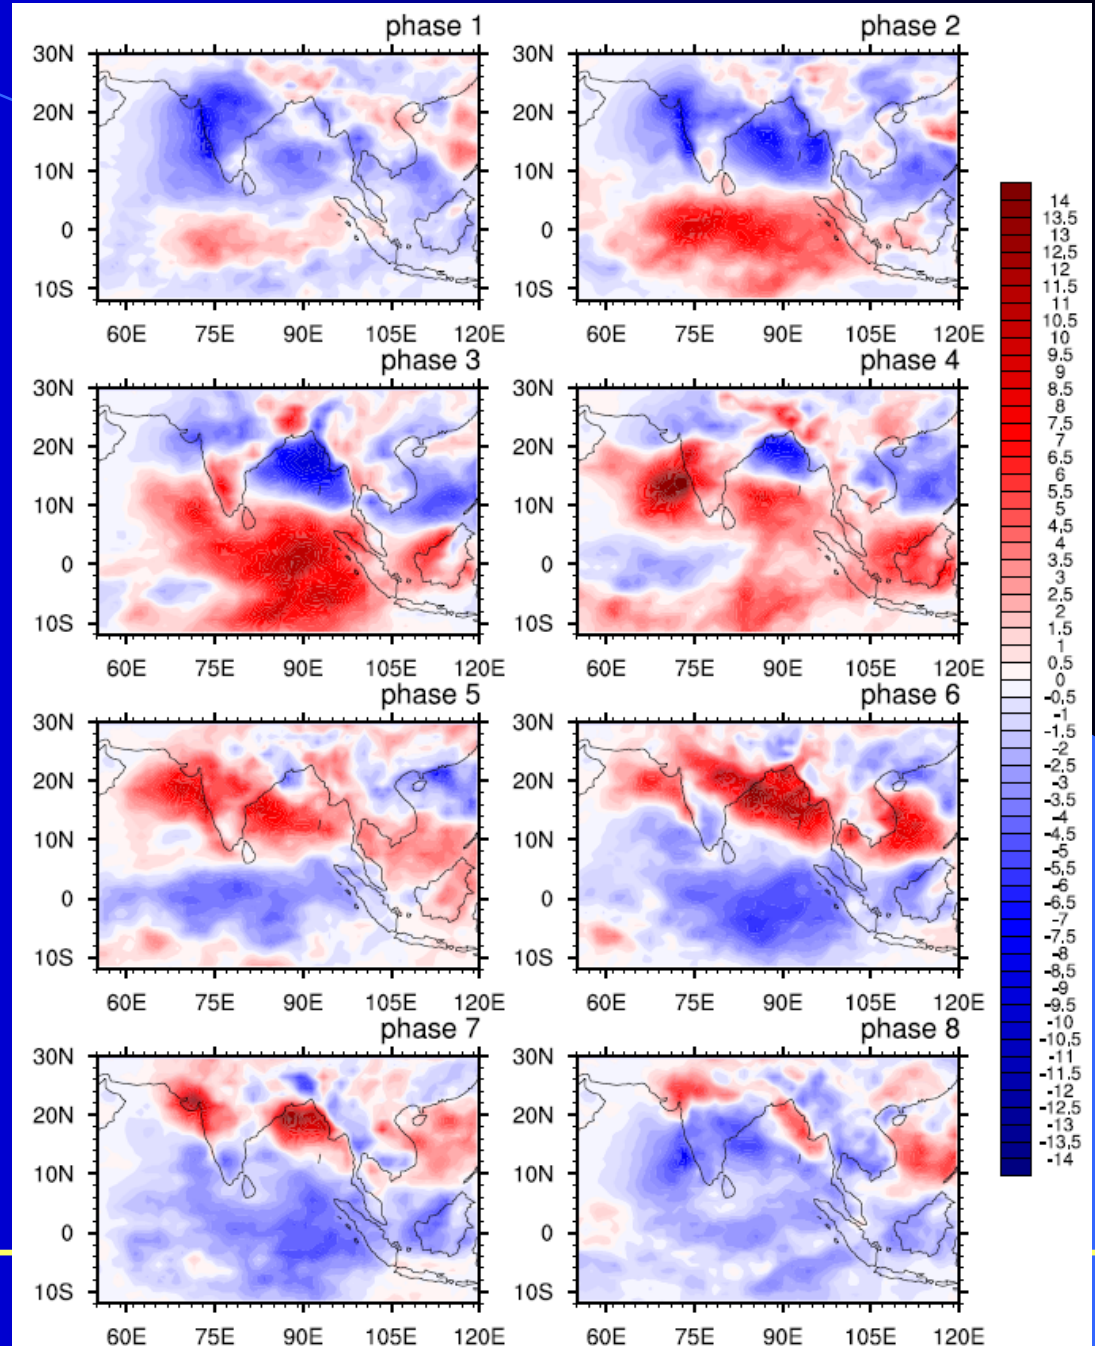 phase 1
phase 2
30N
20N
10N
0
10S
30N
20N
10N
0
10S
60E 75E 90E 105E 120E
60E 75E 90E 105E 120E
phase 3
phase 4
30N
20N
10N
0
10S
30N
20N
10N
0
10S
60E 75E 90E 105E 120E
60E 75E 90E 105E 120E
phase 5
phase 6
30N
20N
10N
0
10S
30N
20N
10N
0
10S
60E 75E 90E 105E 120E
60E 75E 90E 105E 120E
phase 7
phase 8
30N
20N
10N
0
10S
30N
20N
10N
0
10S
60E 75E 90E 105E 120E
60E 75E 90E 105E 120E
14
13.5
13
12.5
12
11.5
11
10.5
10
9.5
9
8.5
8
7.5
7
6.5
6
5.5
5
4.5
4
3.5
3
2.5
2
1.5
1
0.5
0
-0.5
-1
-1.5
-2
-2.5
-3
-3.5
-4
-4.5
-5
-5.5
-6
-6.5
-7
-7.5
-8
-8.5
-9
-9.5
-10
-10.5
-11
-11.5
-12
-12.5
-13
-13.5
-14